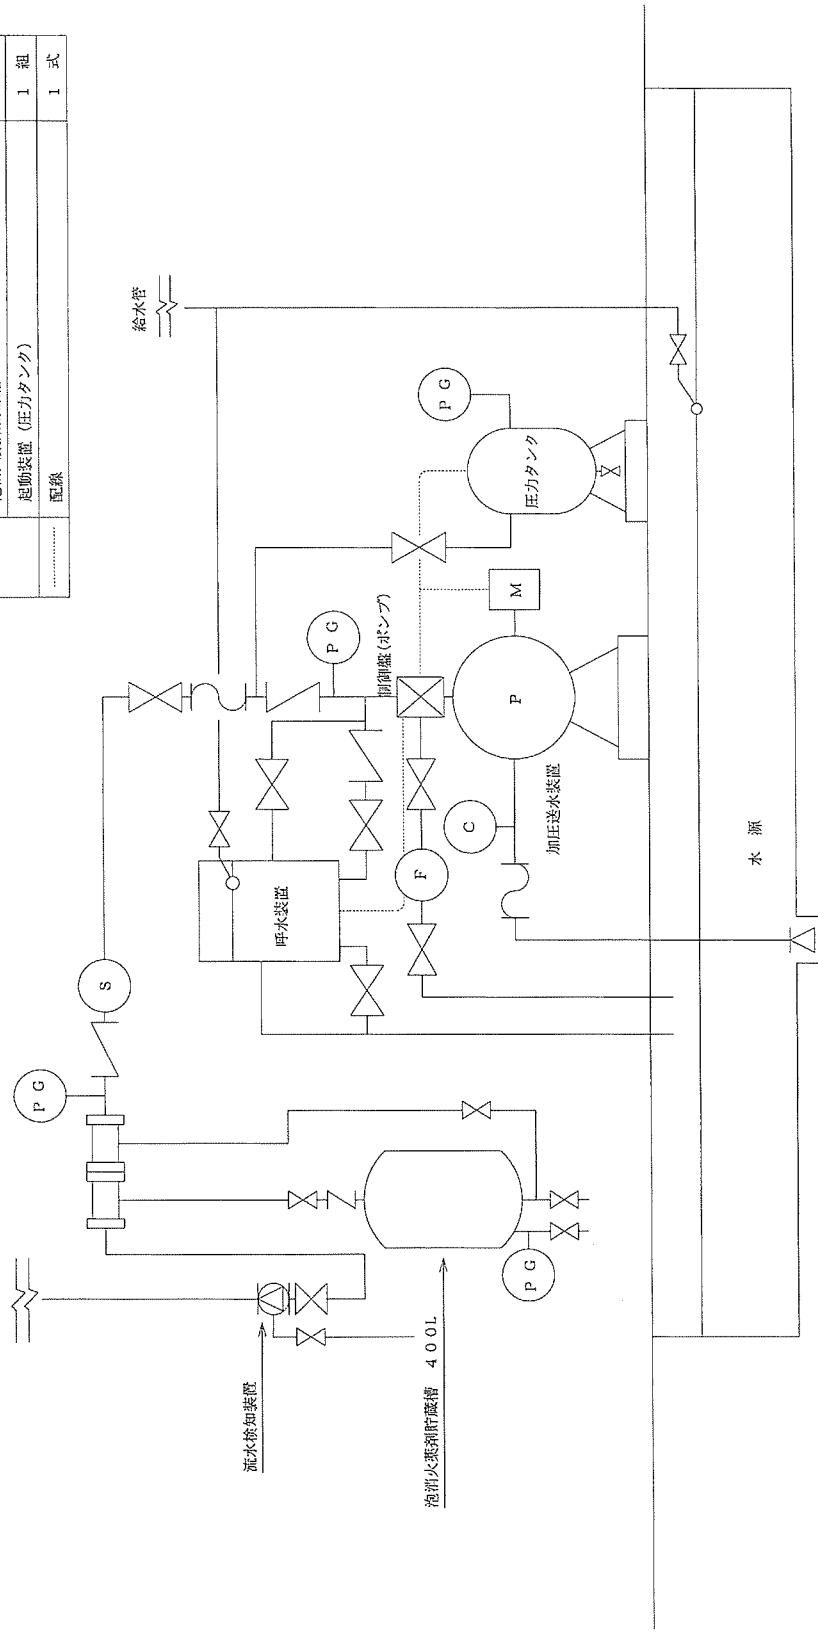 起動装置（圧力タンク） 1 組
配線 1 式
給水管
P G
圧力タンク
M
P G
制御盤（ポンプ）
P
加圧送水装置
C
F
呼水装置
水 源
S
P G
P G
流水検知装置
泡消火薬剤貯蔵槽 400L